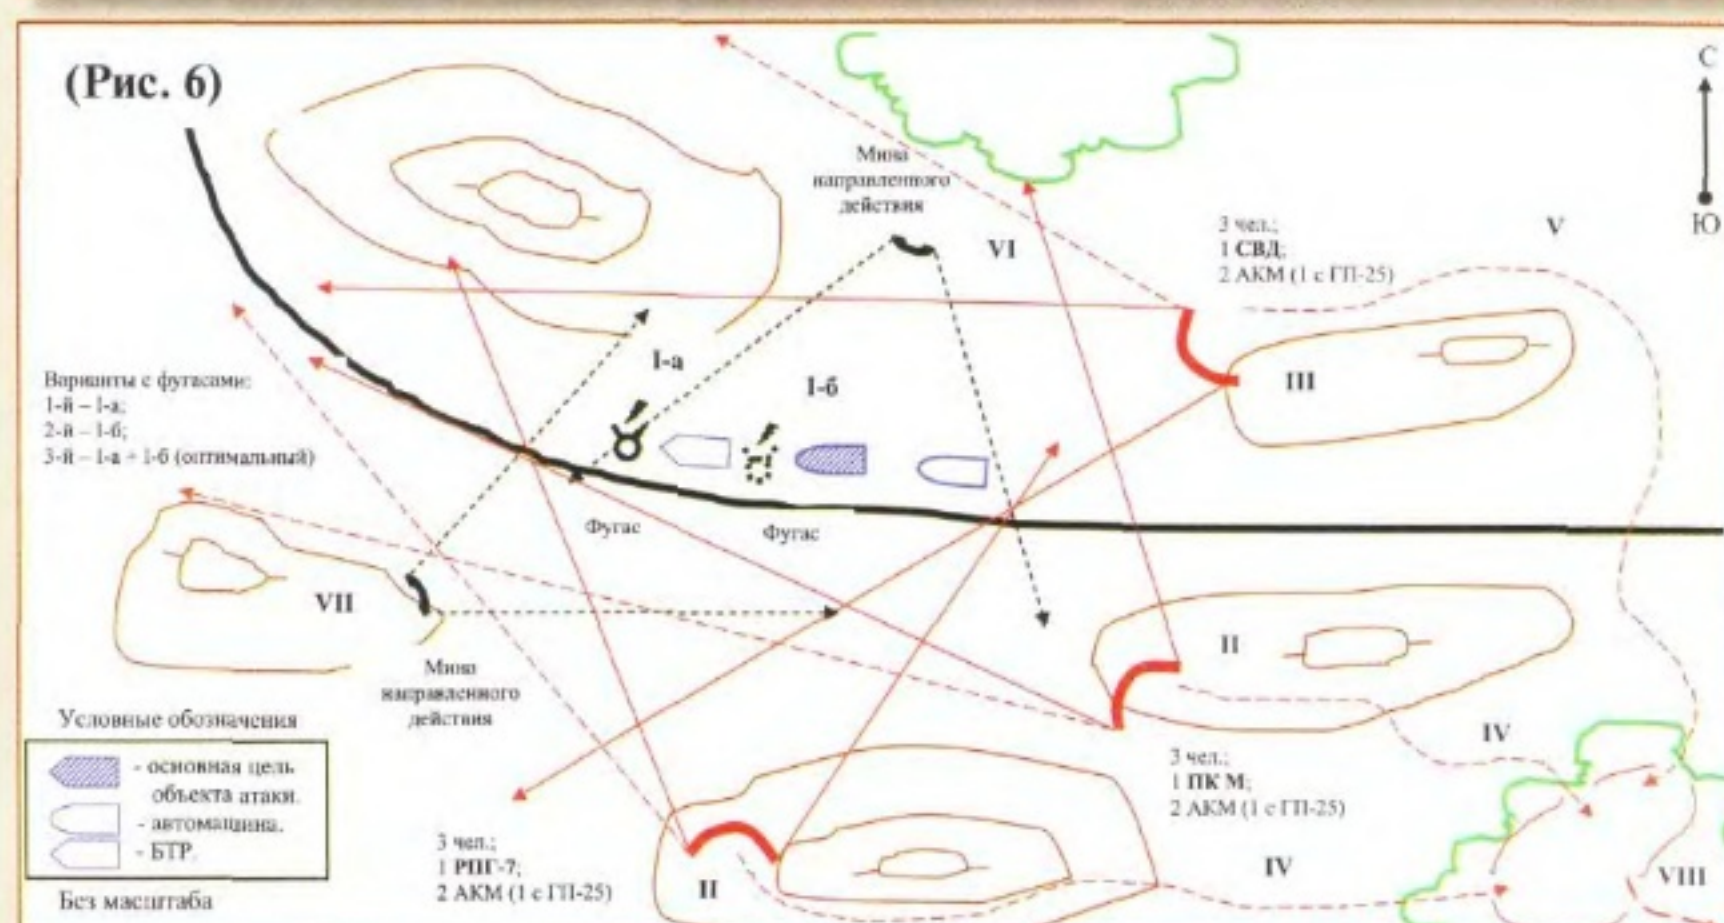 (Рис. 6)
С
Ю
Мина
направленного
действия
VI
3 чел.;
1 СВД;
2 АКМ (1 с ГП-25)
V
I-а
I-б
III
Варианты с фугасами:
1-й – I-а;
2-й – I-б;
3-й – I-а + I-б (оптимальный)
Фугас
Фугас
VII
Мина
направленного
действия
II
IV
3 чел.;
1 ПК М;
2 АКМ (1 с ГП-25)
Условные обозначения
- основная цель
объекта атаки.
- автомашина.
- БТР.
Без масштаба
3 чел.;
1 РПГ-7;
2 АКМ (1 с ГП-25)
II
IV
VIII